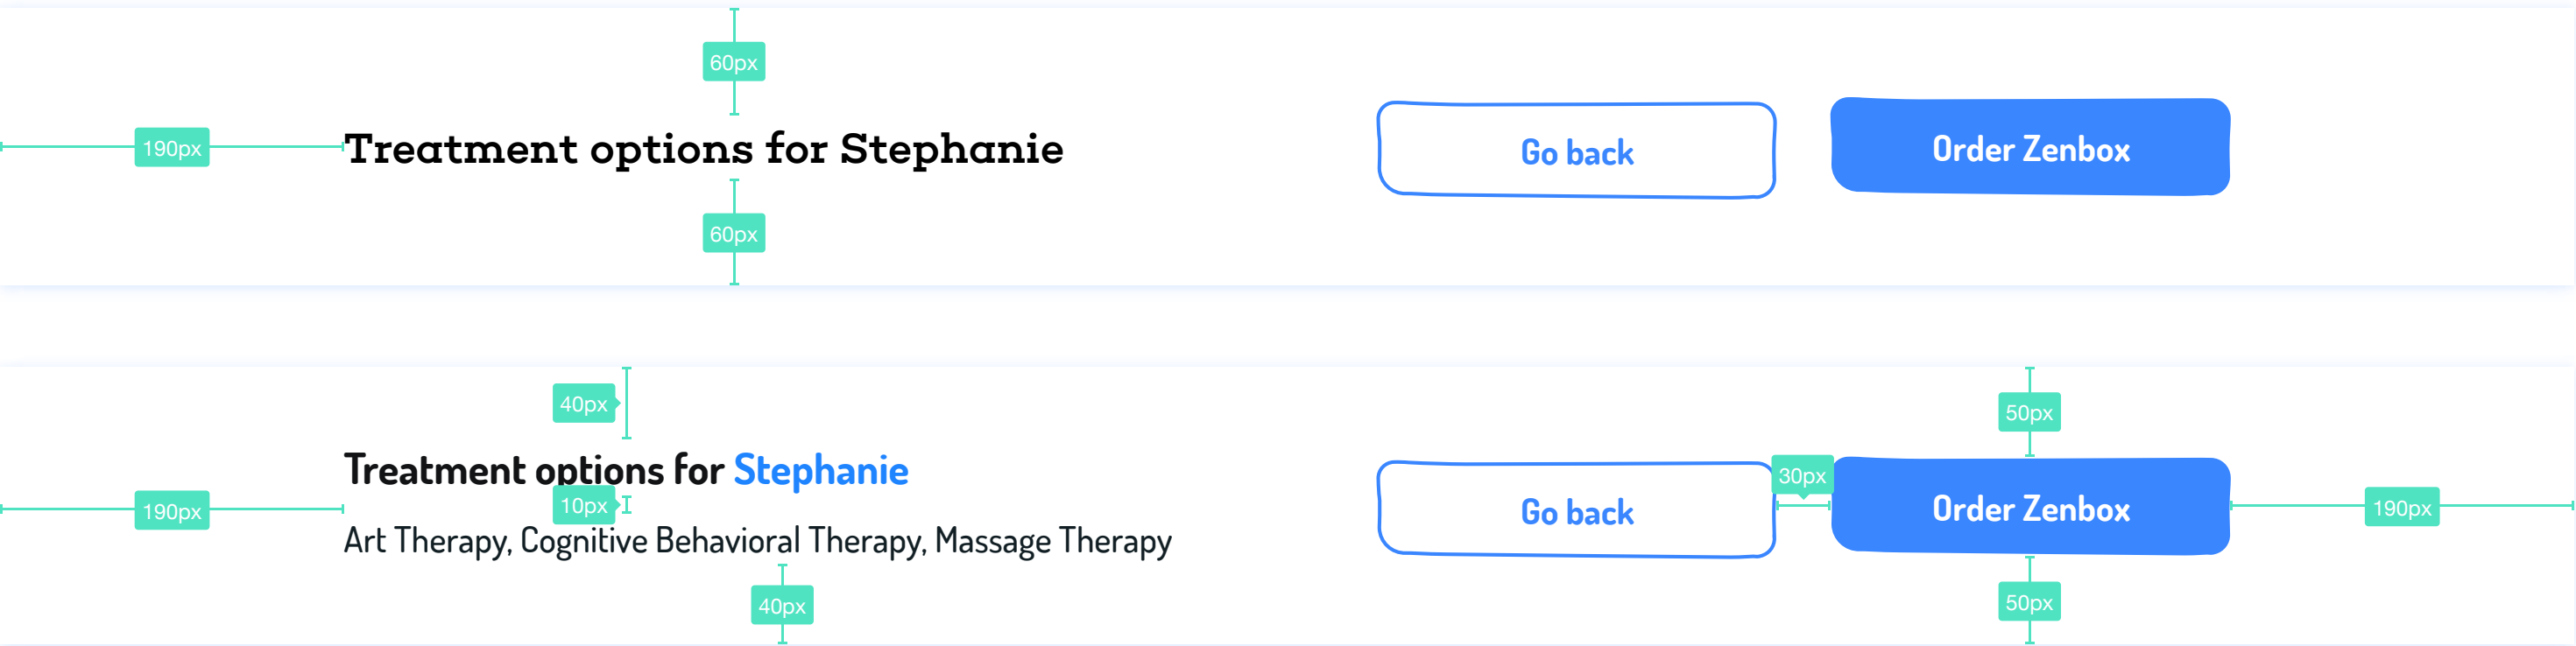 60px
190px
Treatment options for Stephanie
Go back
Order Zenbox
60px
40px
50px
Treatment options for Stephanie
30px
190px
10px
Go back
Order Zenbox
190px
Art Therapy, Cognitive Behavioral Therapy, Massage Therapy
40px
50px